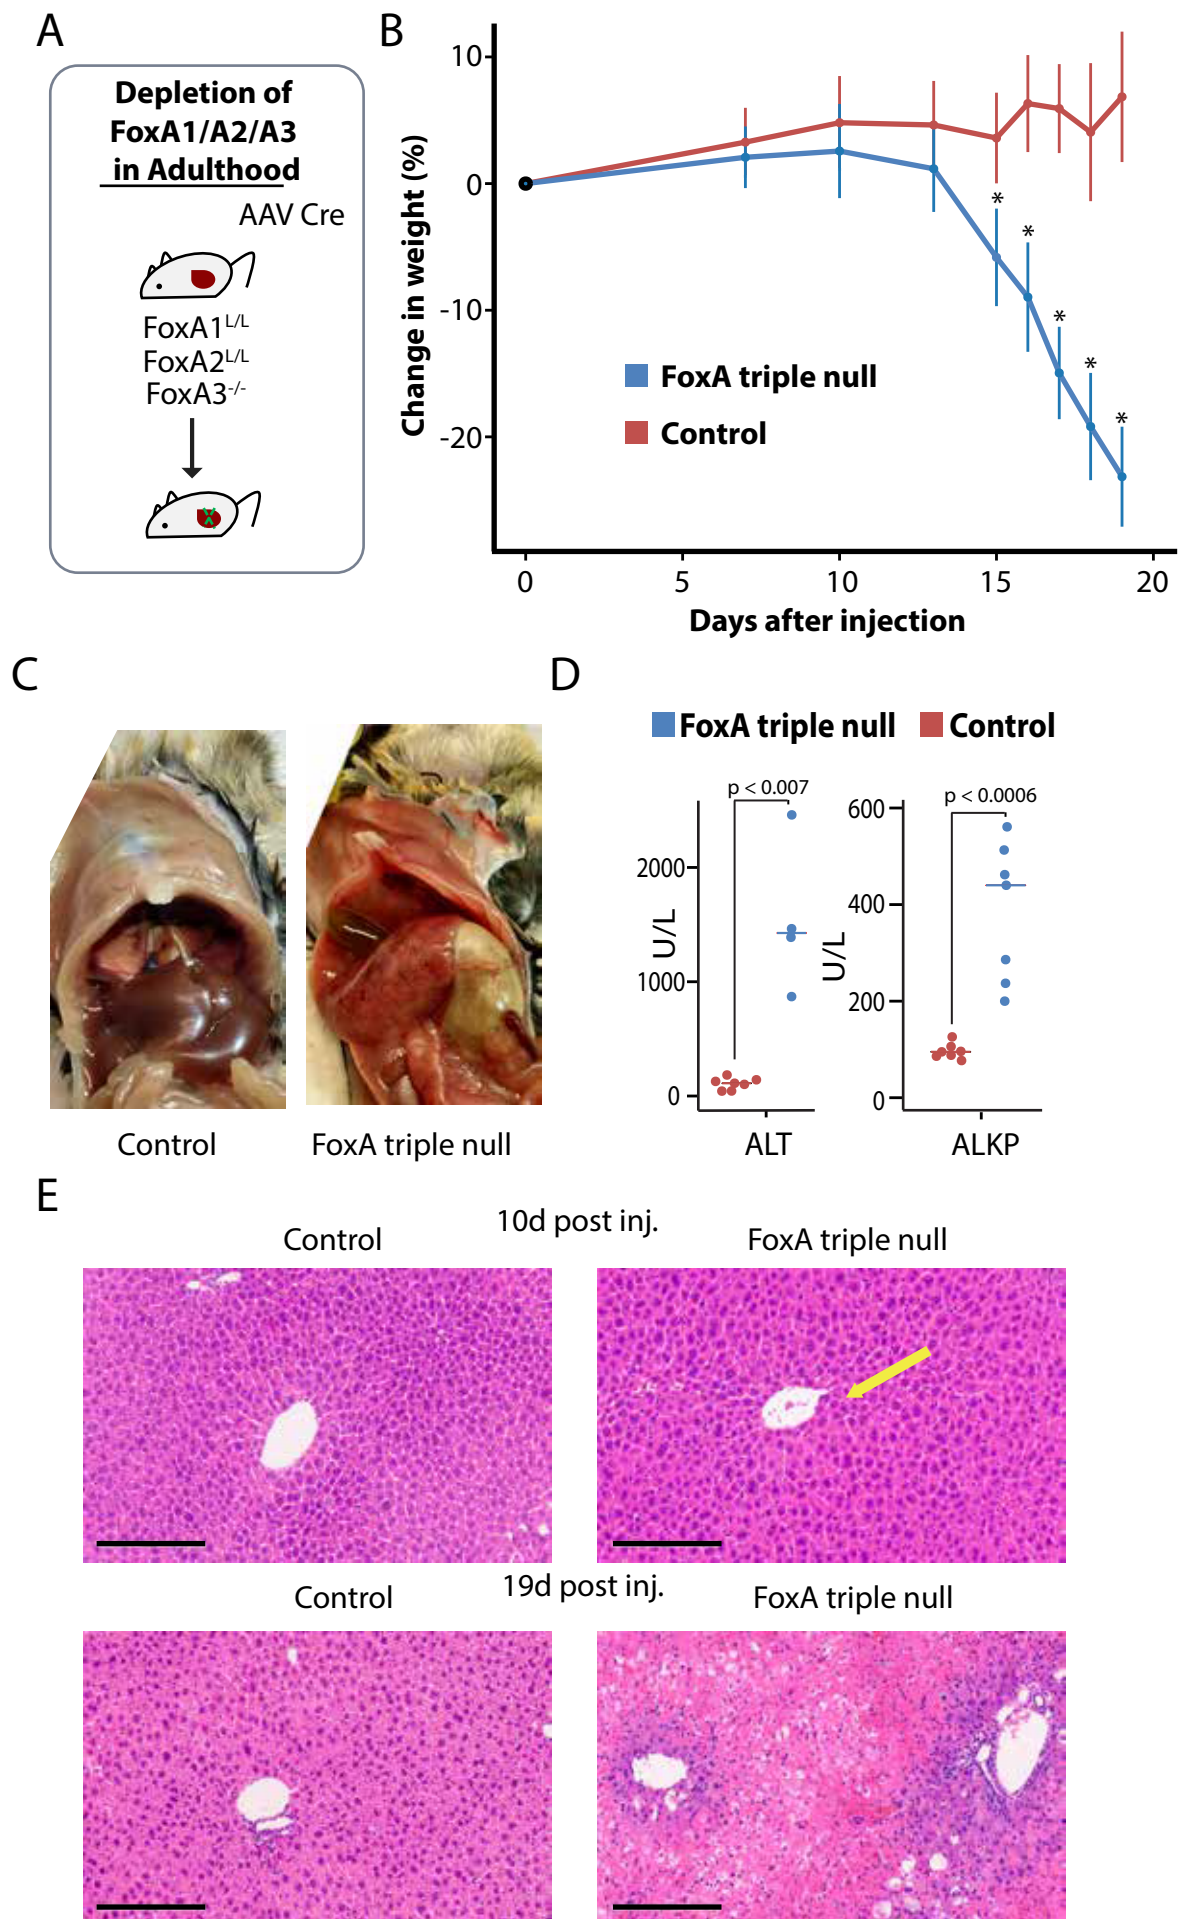 A
Depletion of
FoxA1/A2/A3
in Adulthood
AAV Cre
FoxA1L/L
FoxA2L/L
FoxA3-/-
B
Change in weight (%)
10
0
-10
-20
* * * * *
FoxA triple null
Control
0 5 10 15 20
Days after injection
C
Control
FoxA triple null
D
FoxA triple null Control
p < 0.007
U/L
2000
1000
0
ALT
p < 0.0006
U/L
600
400
200
0
ALKP
E
10d post inj.
Control
FoxA triple null
19d post inj.
Control
FoxA triple null